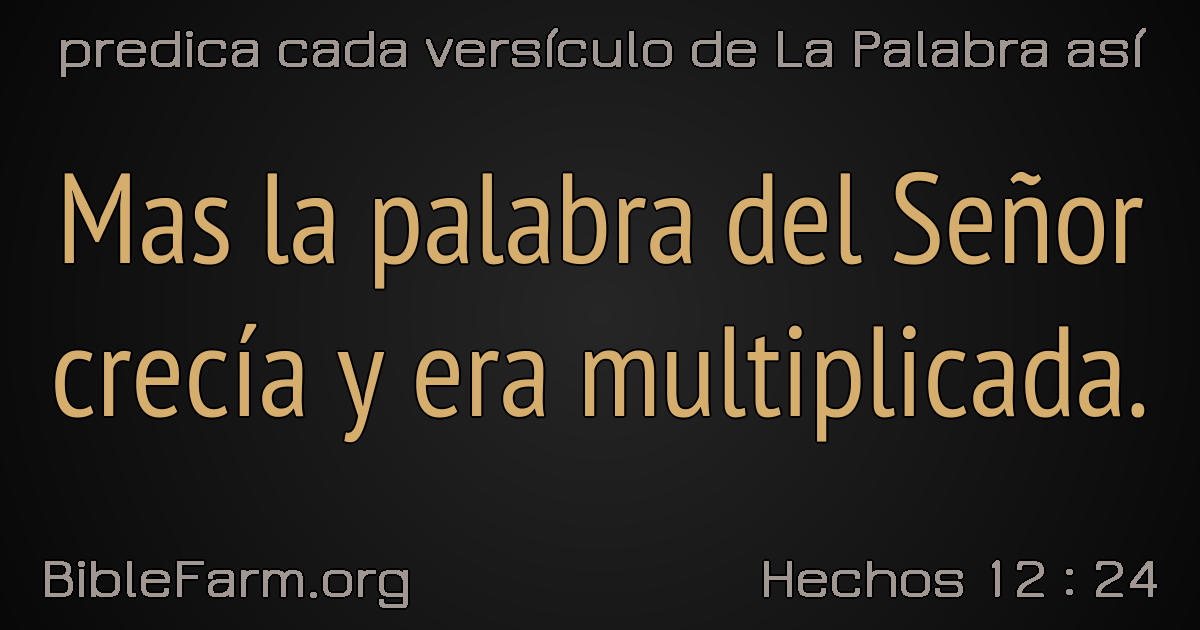 predica cada versículo de La Palabra así
Mas la palabra del Señor
crecía y era multiplicada.
BibleFarm.org
Hechos 12 : 24